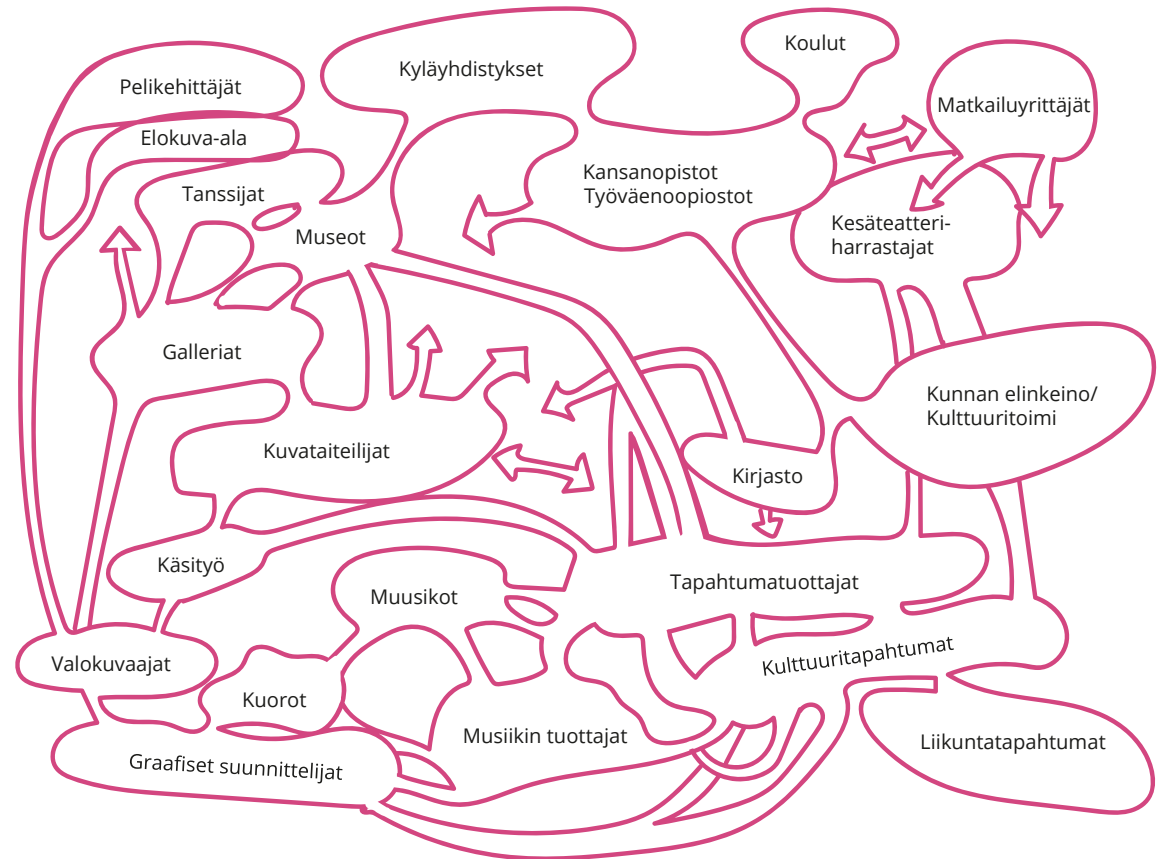 Koulut
Kyläyhdistykset
Pelikehittäjät
Matkailuyrittäjät
Elokuva-ala
Kansanopistot
Työväenoopiostot
Tanssijat
Kesäteatteri-
harrastajat
Museot
Galleriat
Kunnan elinkeino/
Kulttuuritoimi
Kuvataiteilijat
Kirjasto
Käsityö
Tapahtumatuottajat
Muusikot
Kulttuuritapahtumat
Valokuvaajat
Kuorot
Musiikin tuottajat
Liikuntatapahtumat
Graafiset suunnittelijat